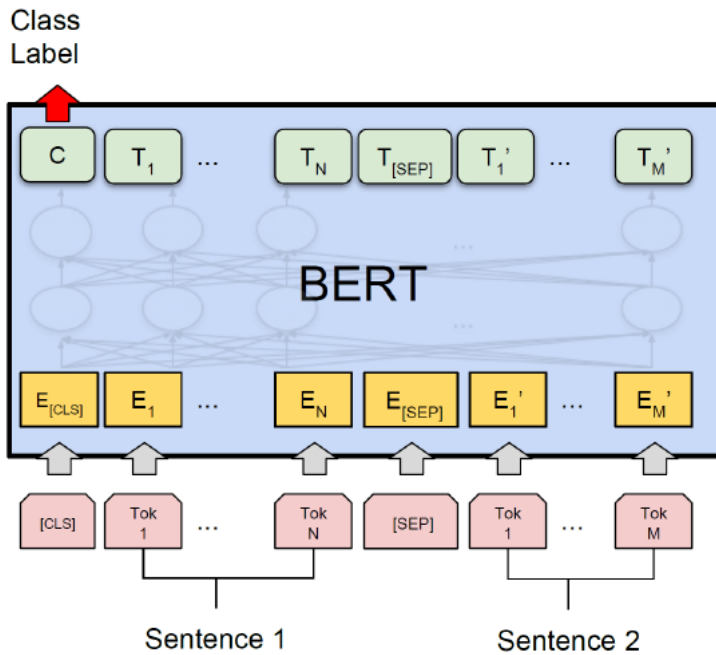 Class
Label
C T1 ... TN T[SEP] T1’ ... TM’
...
BERT
...
E[CLS] E1 ... EN E[SEP] E1’ ... EM’
[CLS] Tok 1 ... Tok N [SEP] Tok 1 ... Tok M
Sentence 1 Sentence 2